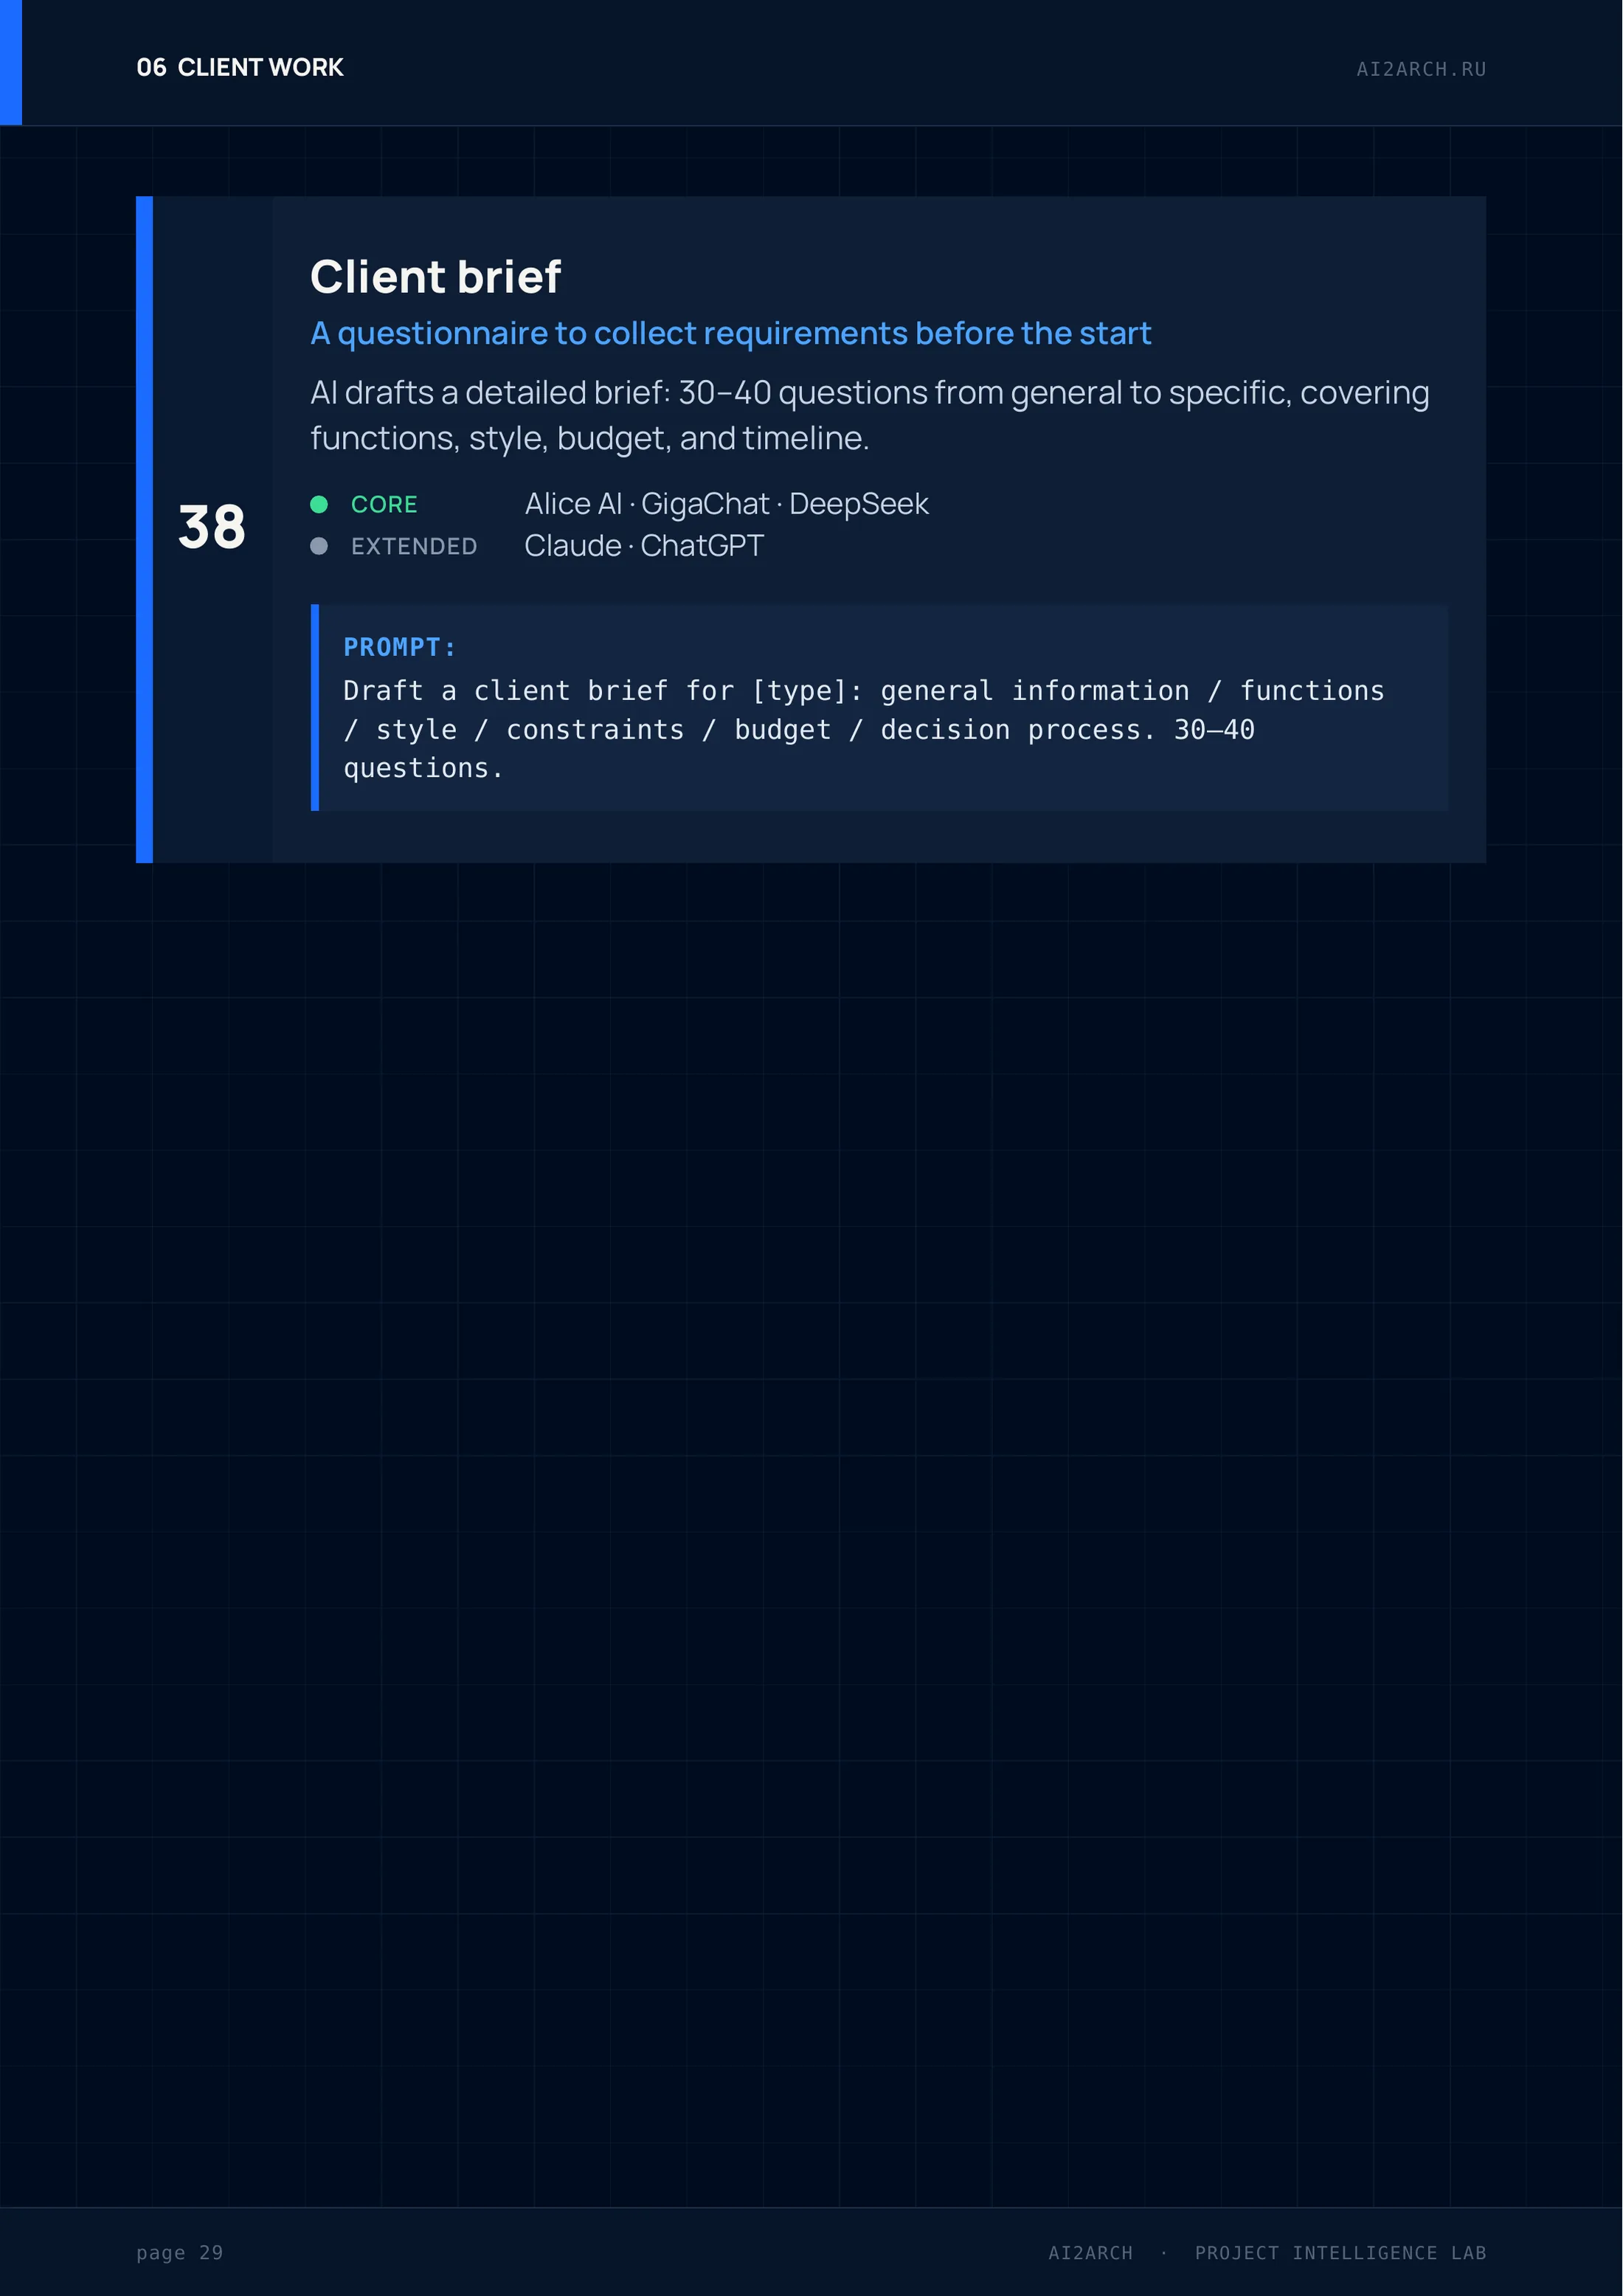 06 CLIENT WORK
AI2ARCH.RU
Client brief
A questionnaire to collect requirements before the start
AI drafts a detailed brief: 30–40 questions from general to specific, covering
functions, style, budget, and timeline.
38
CORE Alice AI · GigaChat · DeepSeek
EXTENDED Claude · ChatGPT
PROMPT:
Draft a client brief for [type]: general information / functions
/ style / constraints / budget / decision process. 30–40
questions.
page 29
AI2ARCH · PROJECT INTELLIGENCE LAB